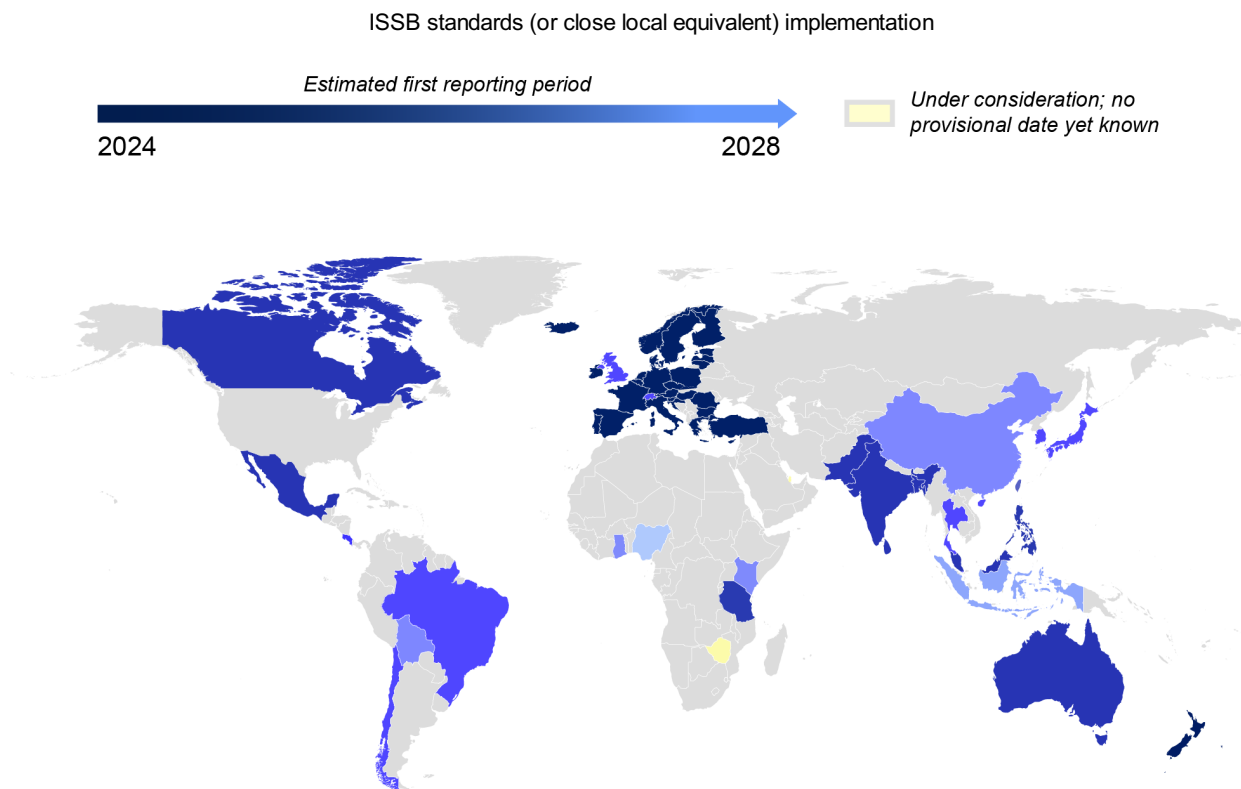 ISSB standards (or close local equivalent) implementation
Estimated first reporting period
2024
2028
Under consideration; no
provisional date yet known